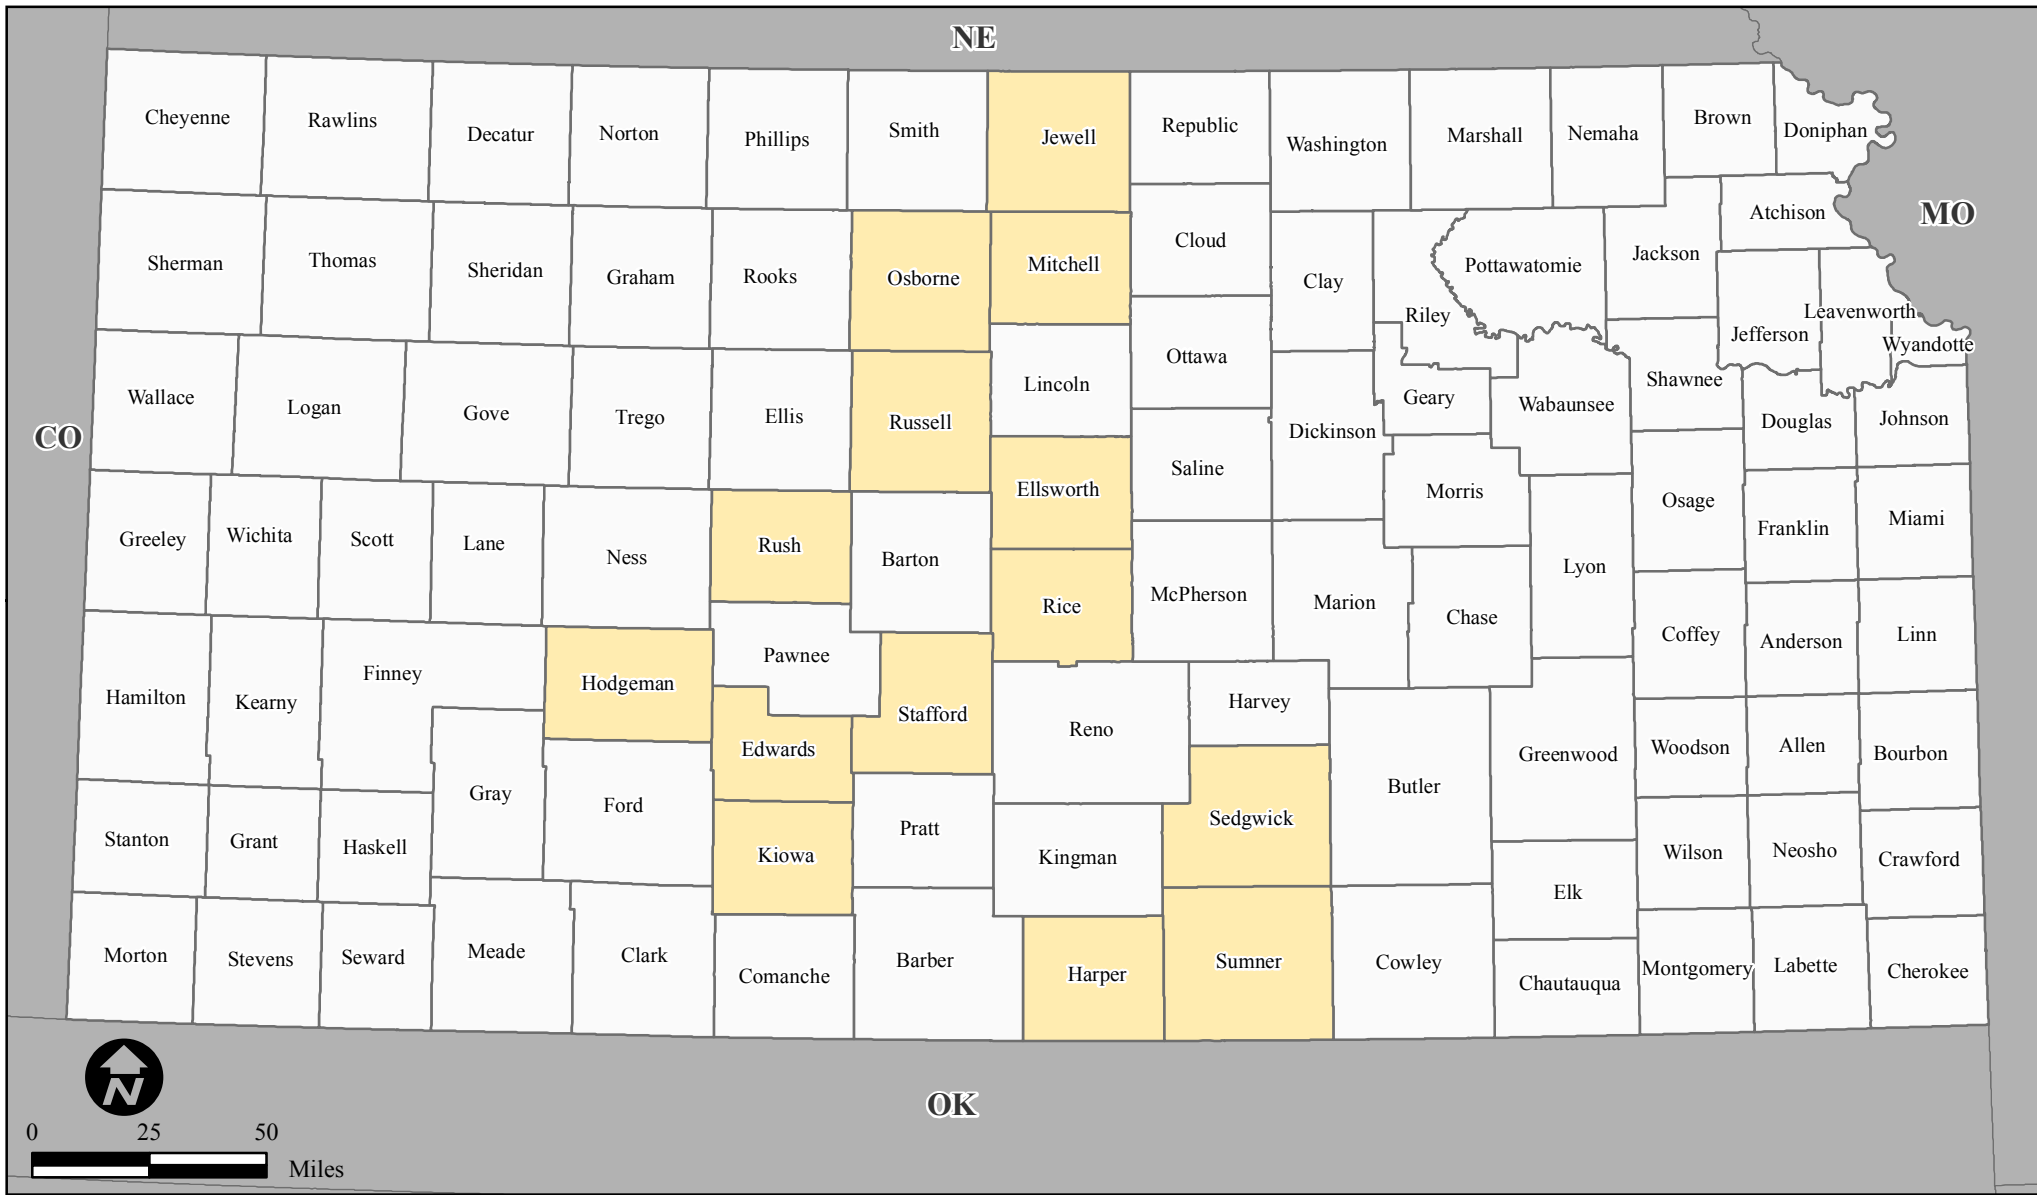 NE
Cheyenne
Rawlins
Decatur
Norton
Phillips
Smith
Jewell
Republic
Washington
Marshall
Nemaha
Brown
Doniphan
Atchison
MO
Sherman
Thomas
Sheridan
Graham
Rooks
Osborne
Mitchell
Cloud
Clay
Riley
Pottawatomie
Jackson
Jefferson
Leavenworth
Wyandotte
CO
Wallace
Logan
Gove
Trego
Ellis
Russell
Lincoln
Ottawa
Dickinson
Geary
Wabaunsee
Shawnee
Douglas
Johnson
Ellsworth
Saline
Morris
Osage
Franklin
Miami
Greeley
Wichita
Scott
Lane
Ness
Rush
Barton
Rice
McPherson
Marion
Chase
Lyon
Coffey
Anderson
Linn
Hamilton
Kearny
Finney
Hodgeman
Pawnee
Stafford
Edwards
Reno
Harvey
Sedgwick
Butler
Greenwood
Woodson
Allen
Bourbon
Stanton
Grant
Haskell
Gray
Ford
Kiowa
Pratt
Kingman
Elk
Wilson
Neosho
Crawford
Morton
Stevens
Seward
Meade
Clark
Comanche
Barber
Harper
Sumner
Cowley
Chautauqua
Montgomery
Labette
Cherokee
N
OK
0 25 50
Miles